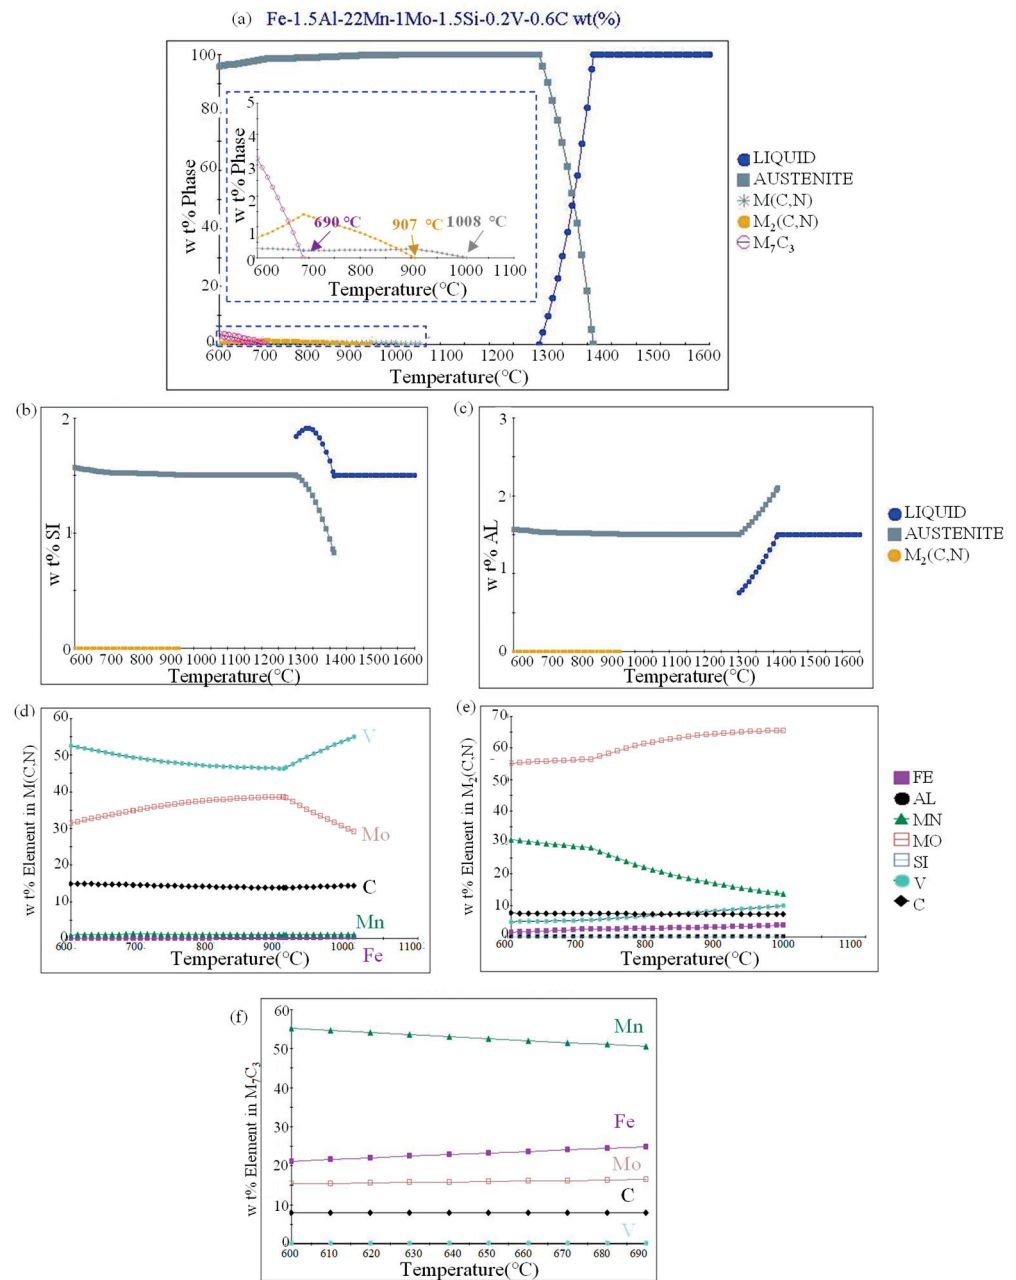 (a) Fe-1.5Al-22Mn-1Mo-1.5Si-0.2V-0.6C wt(%)
100
80
60
40
20
0
w t% Phase
600 700 800 900 1000 1100 1200 1300 1400 1500 1600
Temperature(°C)
5
4
3
2
1
0
w t% Phase
690 °C
907 °C
1008 °C
600 700 800 900 1000 1100
Temperature(°C)
LIQUID
AUSTENITE
M(C,N)
M₂(C,N)
M₇C₃
(b)
2
1
0
w t% SI
600 700 800 900 1000 1100 1200 1300 1400 1500 1600
Temperature(°C)
(c)
3
2
1
0
w t% AL
600 700 800 900 1000 1100 1200 1300 1400 1500 1600
Temperature(°C)
LIQUID
AUSTENITE
M₂(C,N)
(d)
60
50
40
30
20
10
0
w t% Element in M(C,N)
V
Mo
C
Mn
Fe
600 700 800 900 1000 1100
Temperature(°C)
(e)
70
60
50
40
30
20
10
0
w t% Element in M₂(C,N)
600 700 800 900 1000 1100
Temperature(°C)
FE
AL
MN
MO
SI
V
C
(f)
60
50
40
30
20
10
0
w t% Element in M₇C₃
Mn
Fe
Mo
C
V
600 610 620 630 640 650 660 670 680 690
Temperature(°C)